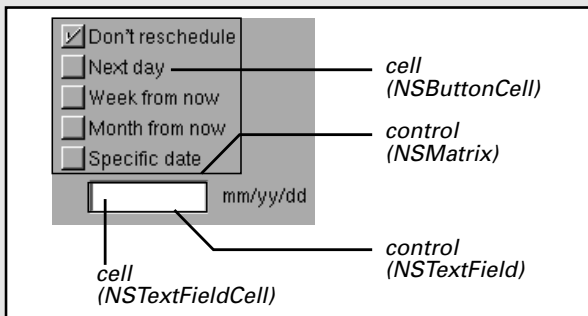 Don't reschedule
Next day
Week from now
Month from now
Specific date
mm/yy/dd
cell
(NSButtonCell)
control
(NSMatrix)
control
(NSTextField)
cell
(NSTextFieldCell)